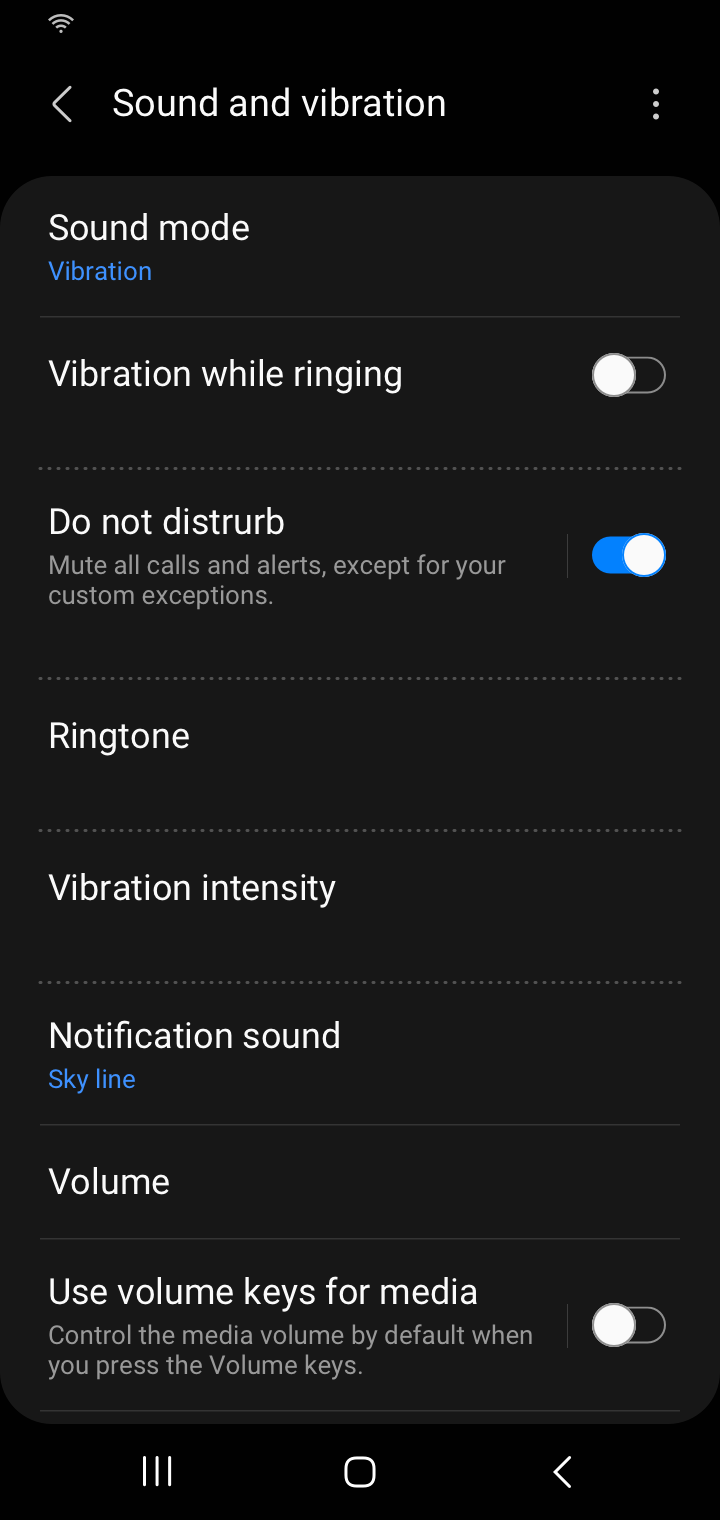 Sound and vibration
Sound mode
Vibration
Vibration while ringing
Do not distrurb
Mute all calls and alerts, except for your
custom exceptions.
Ringtone
Vibration intensity
Notification sound
Sky line
Volume
Use volume keys for media
Control the media volume by default when
you press the Volume keys.